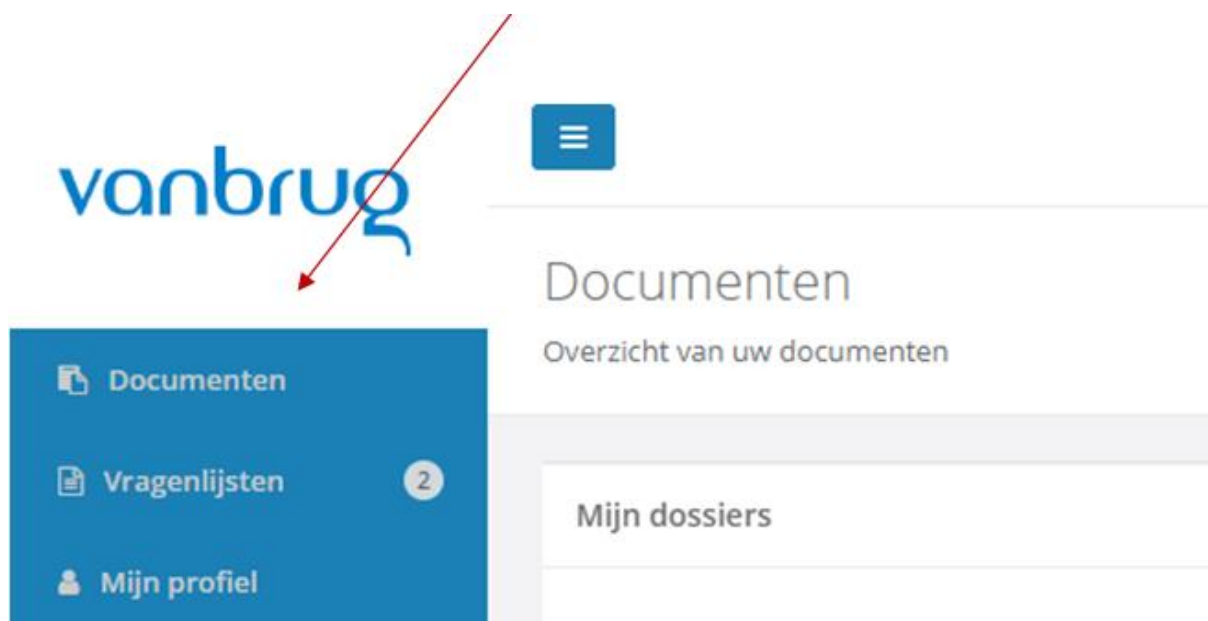 vanbrug
Documenten
Vragenlijsten 2
Mijn profiel
Documenten
Overzicht van uw documenten
Mijn dossiers